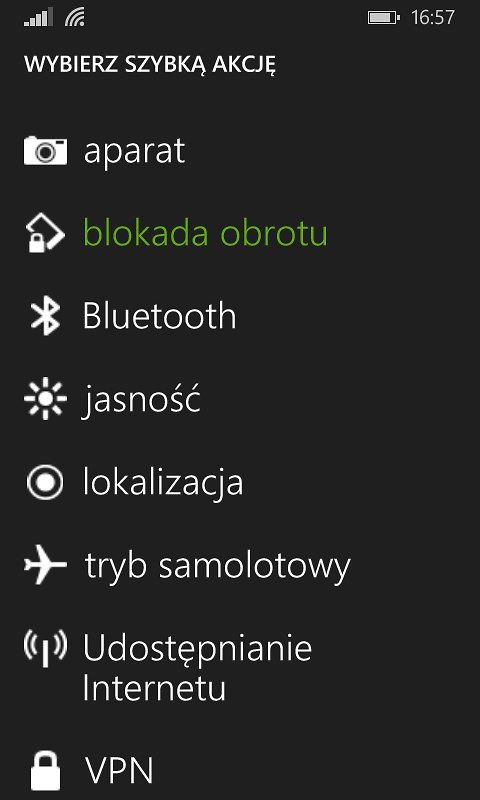 16:57
WYBIERZ SZYBKĄ AKCJĘ
aparat
blokada obrotu
Bluetooth
jasność
lokalizacja
tryb samolotowy
Udostępnianie
Internetu
VPN